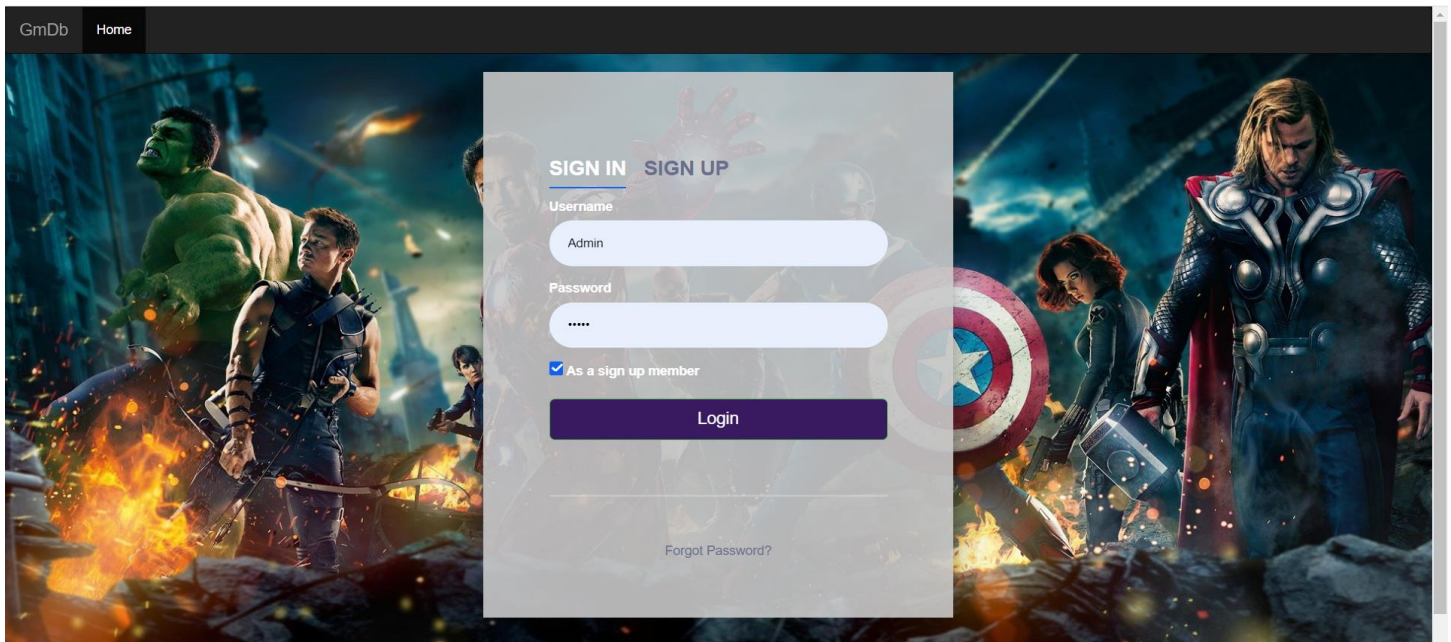 GmDb Home
SIGN IN SIGN UP
Username
Admin
Password
•••••
As a sign up member
Login
Forgot Password?